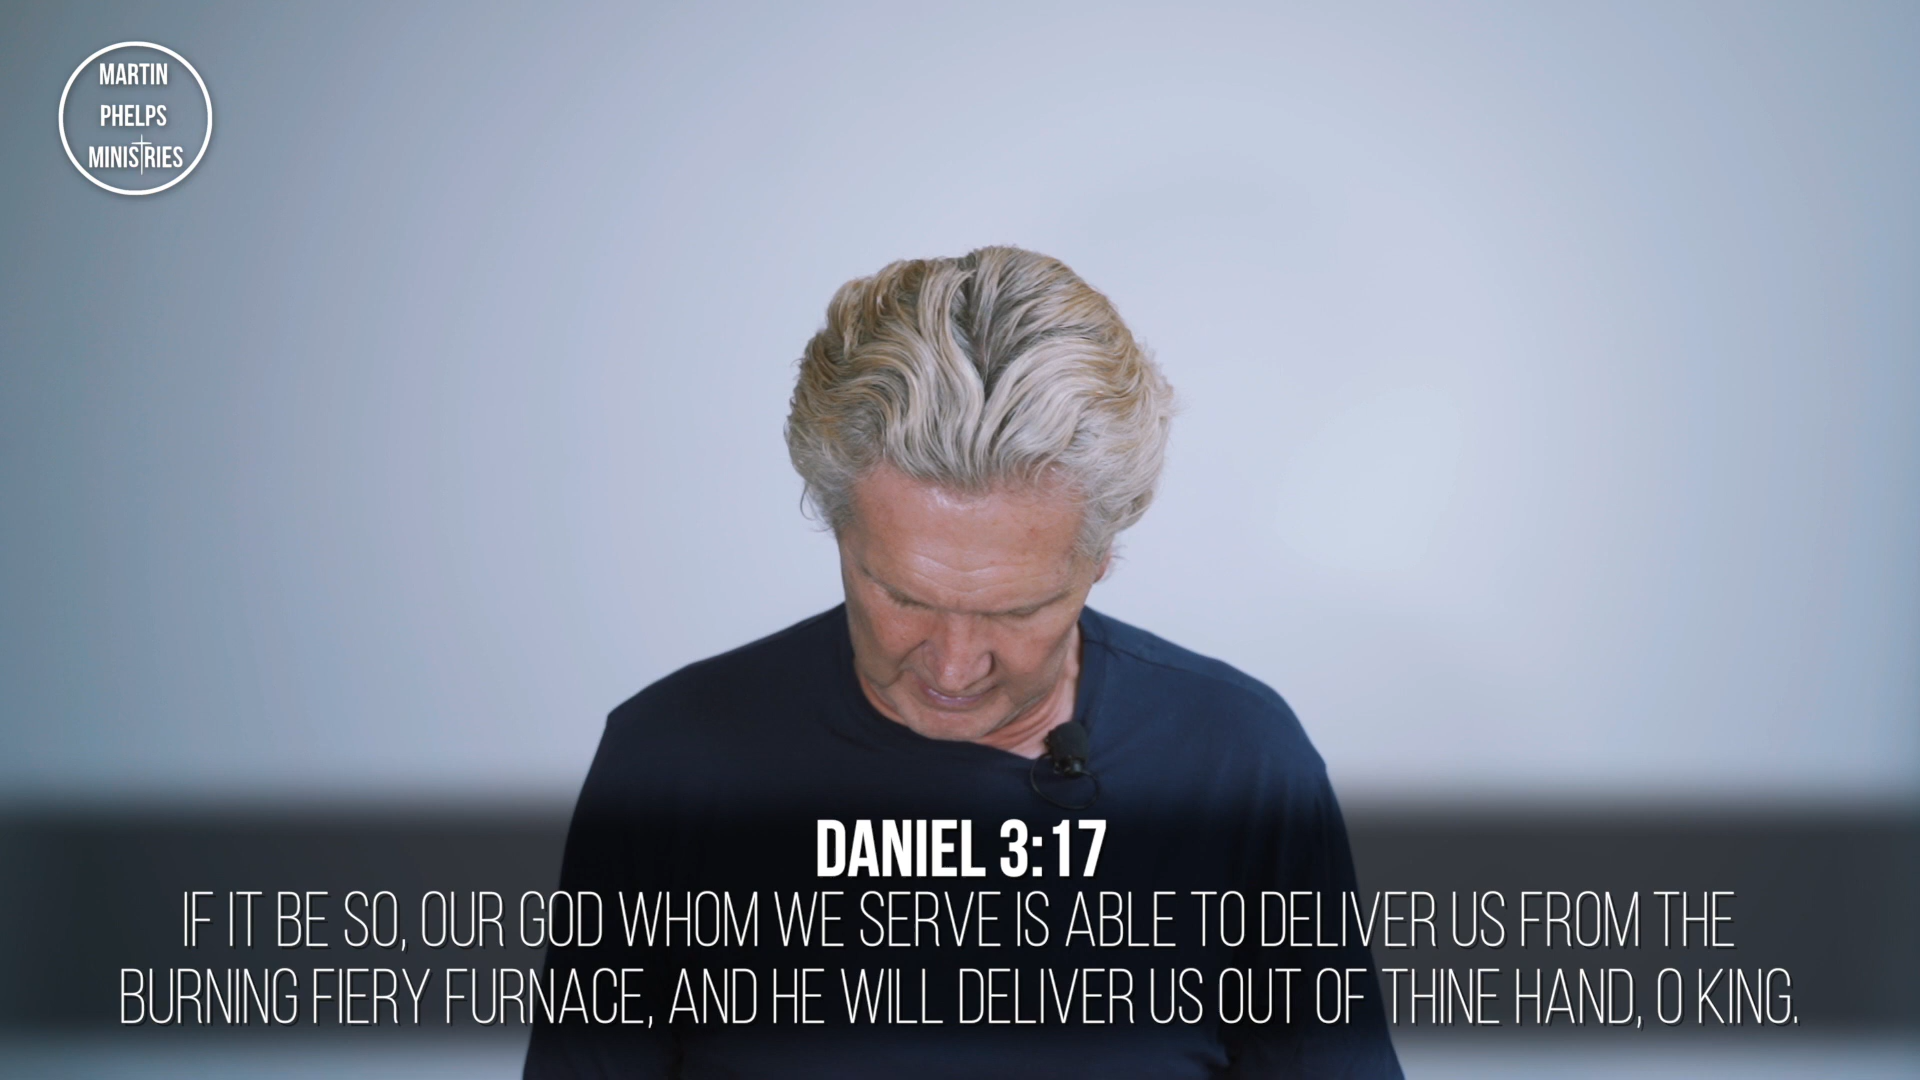 MARTIN
PHELPS
MINISTRIES
DANIEL 3:17
IF IT BE SO, OUR GOD WHOM WE SERVE IS ABLE TO DELIVER US FROM THE
BURNING FIERY FURNACE, AND HE WILL DELIVER US OUT OF THINE HAND, O KING.